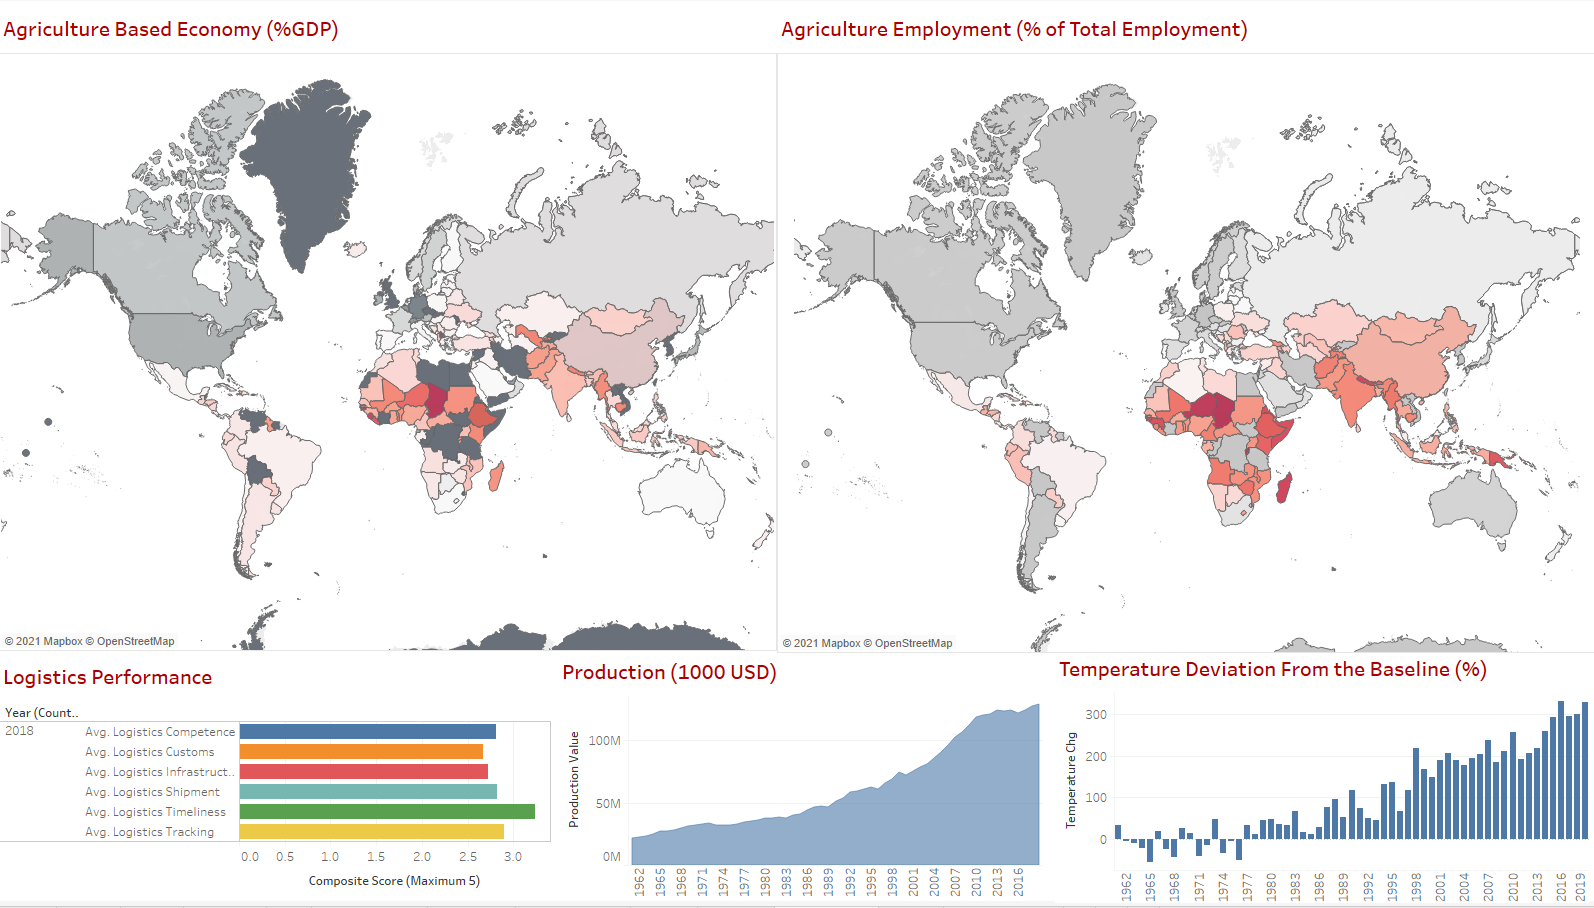 Agriculture Based Economy (%GDP)
Agriculture Employment (% of Total Employment)
© 2021 Mapbox © OpenStreetMap
© 2021 Mapbox © OpenStreetMap
Logistics Performance
Year (Count..
2018
Avg. Logistics Competence
Avg. Logistics Customs
Avg. Logistics Infrastruct..
Avg. Logistics Shipment
Avg. Logistics Timeliness
Avg. Logistics Tracking
0.0 0.5 1.0 1.5 2.0 2.5 3.0
Composite Score (Maximum 5)
Production (1000 USD)
Production Value
100M
50M
0M
1962 1965 1968 1971 1974 1977 1980 1983 1986 1989 1992 1995 1998 2001 2004 2007 2010 2013 2016
Temperature Deviation From the Baseline (%)
Temperature Chg
300
200
100
0
1962 1965 1968 1971 1974 1977 1980 1983 1986 1989 1992 1995 1998 2001 2004 2007 2010 2013 2016 2019